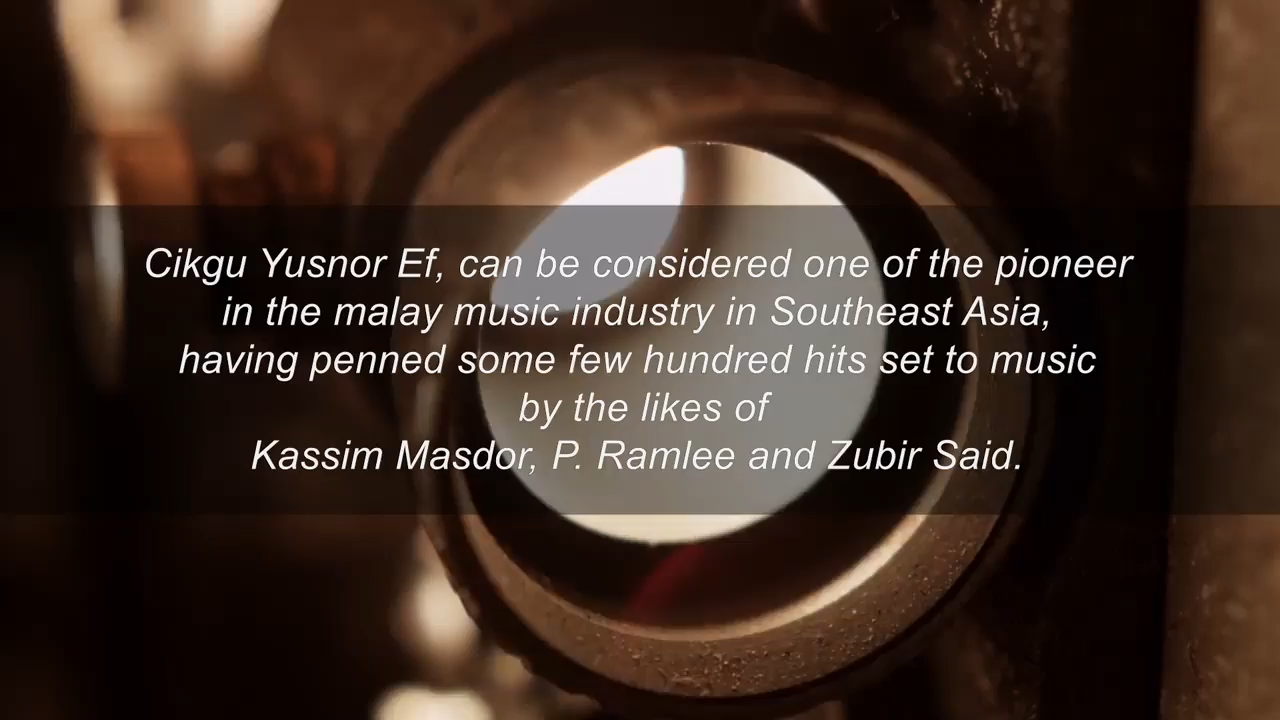 Cikgu Yusnor Ef, can be considered one of the pioneer
in the malay music industry in Southeast Asia,
having penned some few hundred hits set to music
by the likes of
Kassim Masdor, P. Ramlee and Zubir Said.